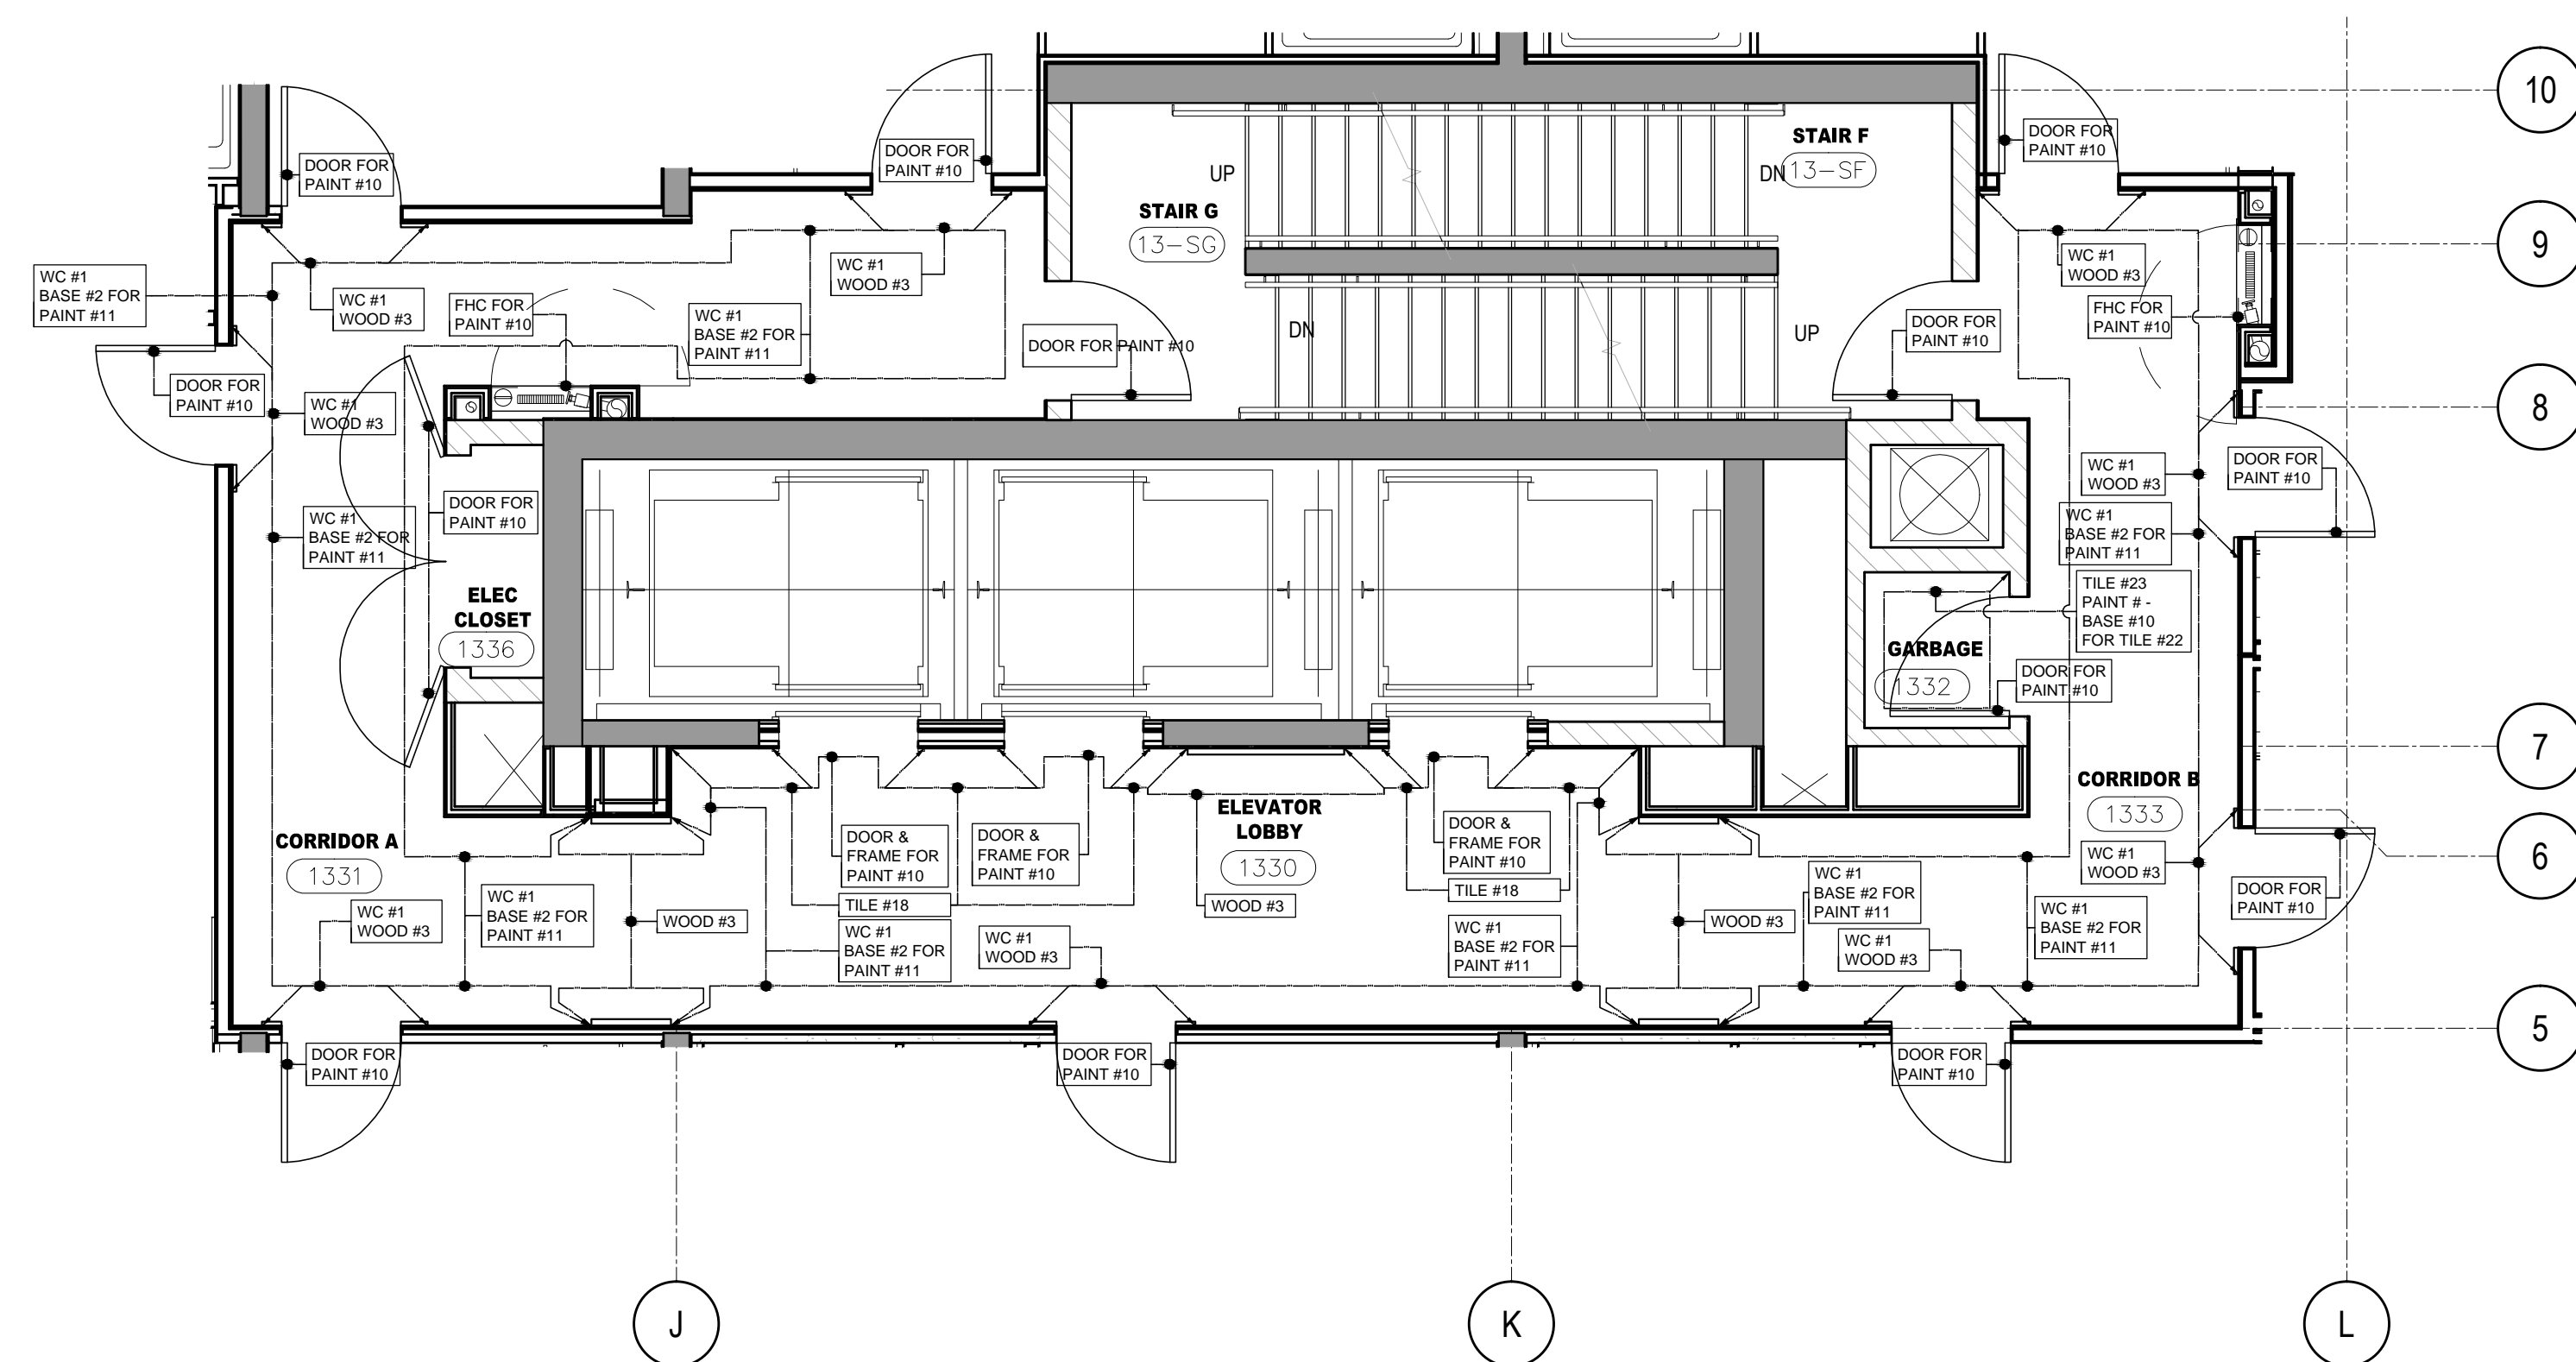 10
STAIR F
13-SF
DOOR FOR
PAINT #10
DOOR FOR
PAINT #10
DOOR FOR
PAINT #10
UP
DN
STAIR G
13-SG
9
WC #1
BASE #2 FOR
PAINT #11
WC #1
WOOD #3
FHC FOR
PAINT #10
WC #1
WOOD #3
WC #1
BASE #2 FOR
PAINT #11
WC #1
WOOD #3
FHC FOR
PAINT #10
DOOR FOR PAINT #10
DN
UP
DOOR FOR
PAINT #10
8
DOOR FOR
PAINT #10
WC #1
WOOD #3
DOOR FOR
PAINT #10
WC #1
BASE #2 FOR
PAINT #11
WC #1
WOOD #3
DOOR FOR
PAINT #10
WC #1
BASE #2 FOR
PAINT #11
ELEC
CLOSET
1336
TILE #23
PAINT # -
BASE #10
FOR TILE #22
GARBAGE
1332
DOOR FOR
PAINT #10
7
CORRIDOR A
1331
ELEVATOR
LOBBY
1330
CORRIDOR B
1333
6
DOOR &
FRAME FOR
PAINT #10
DOOR &
FRAME FOR
PAINT #10
DOOR &
FRAME FOR
PAINT #10
WC #1
WOOD #3
TILE #18
WOOD #3
TILE #18
WC #1
BASE #2 FOR
PAINT #11
DOOR FOR
PAINT #10
WC #1
WOOD #3
WC #1
BASE #2 FOR
PAINT #11
WOOD #3
WC #1
BASE #2 FOR
PAINT #11
WC #1
WOOD #3
WC #1
BASE #2 FOR
PAINT #11
WOOD #3
WC #1
WOOD #3
WC #1
BASE #2 FOR
PAINT #11
5
DOOR FOR
PAINT #10
DOOR FOR
PAINT #10
DOOR FOR
PAINT #10
J
K
L